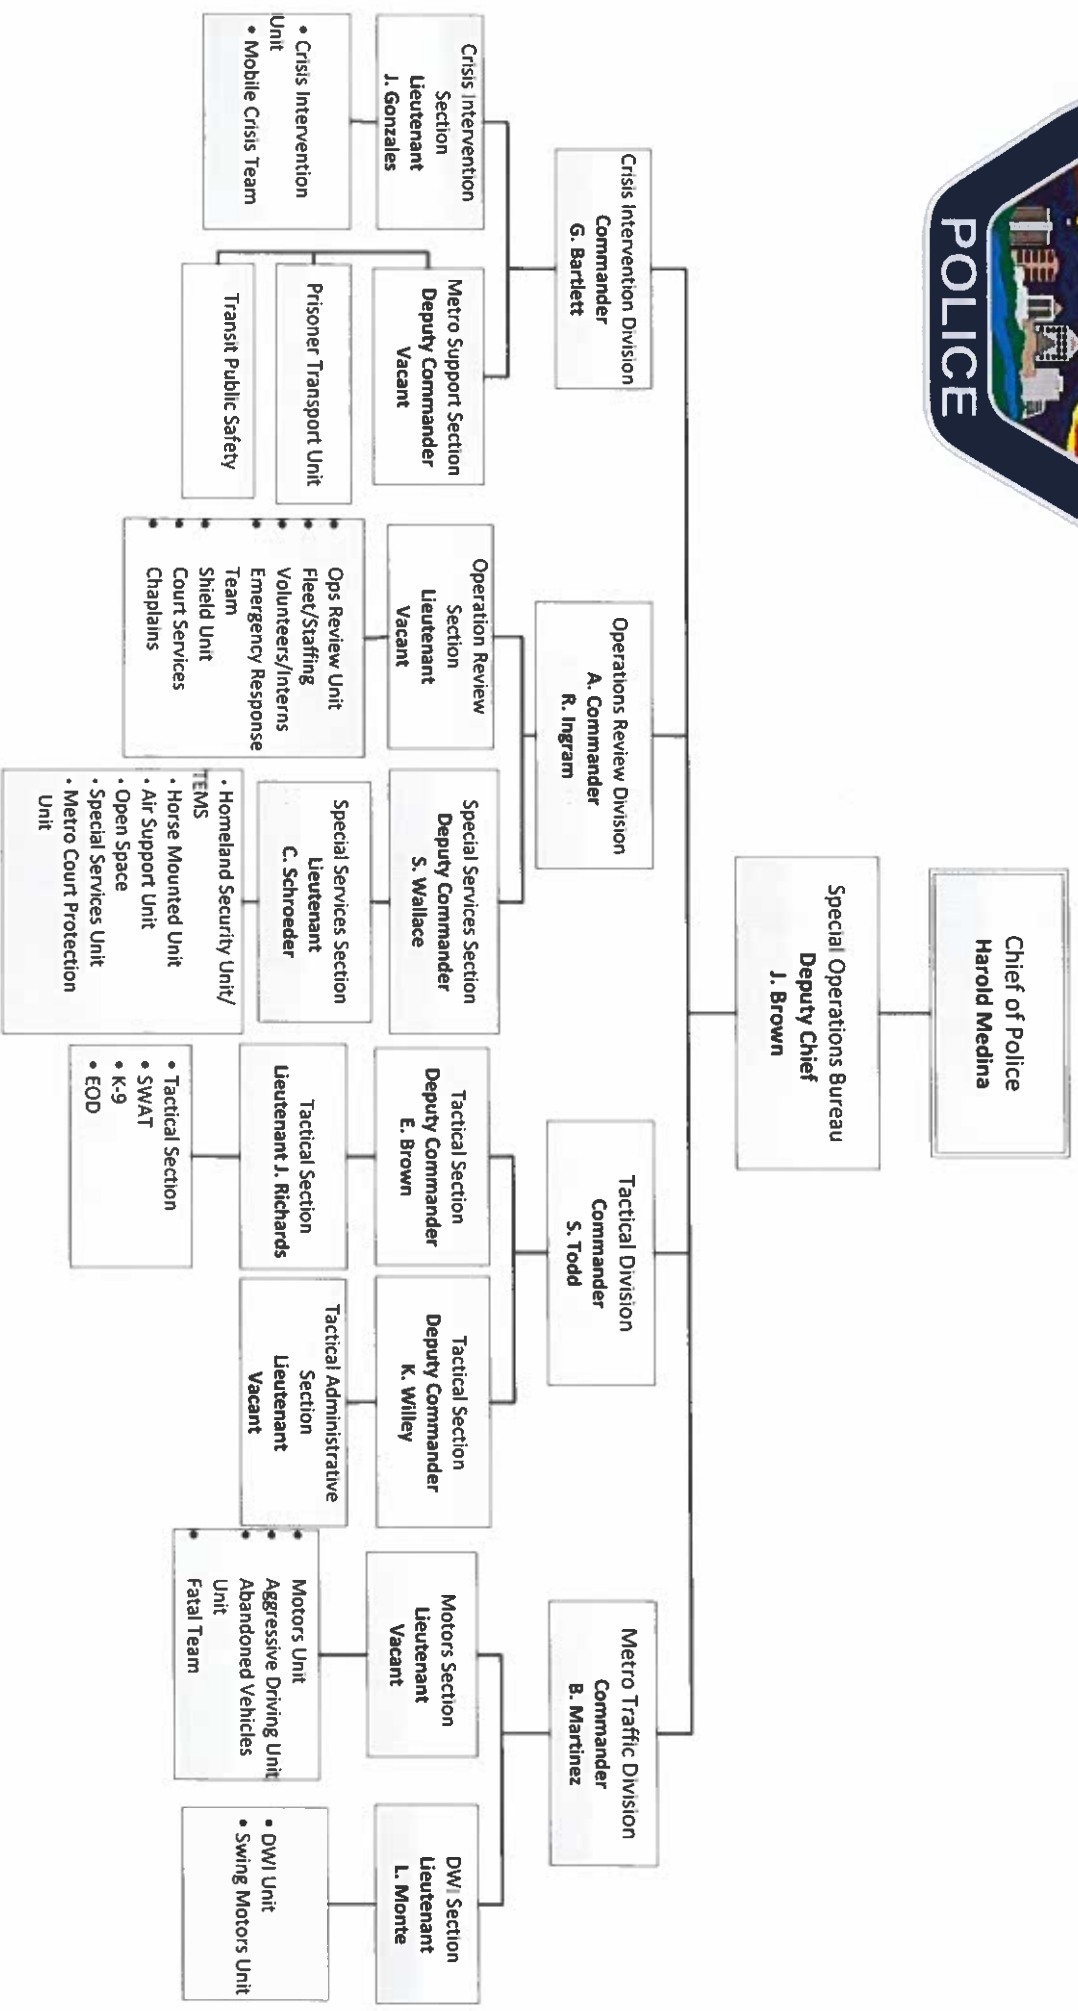 POLICE
Chief of Police
Harold Medina
Special Operations Bureau
Deputy Chief
J. Brown
Crisis Intervention Division
Commander
G. Bartlett
Crisis Intervention
Section
Lieutenant
J. Gonzales
• Crisis Intervention
Unit
• Mobile Crisis Team
Metro Support Section
Deputy Commander
Vacant
Prisoner Transport Unit
Transit Public Safety
Operations Review Division
A. Commander
R. Ingram
Operation Review
Section
Lieutenant
Vacant
• Ops Review Unit
• Fleet/Staffing
• Volunteers/Interns
• Emergency Response
Team
• Shield Unit
• Court Services
• Chaplains
Special Services Section
Deputy Commander
S. Wallace
Special Services Section
Lieutenant
C. Schroeder
• Homeland Security Unit/
TEMS
• Horse Mounted Unit
• Air Support Unit
• Open Space
• Special Services Unit
• Metro Court Protection
Unit
Tactical Division
Commander
S. Todd
Tactical Section
Deputy Commander
E. Brown
Tactical Section
Lieutenant J. Richards
• Tactical Section
• SWAT
• K-9
• EOD
Tactical Section
Deputy Commander
K. Willey
Tactical Administrative
Section
Lieutenant
Vacant
Metro Traffic Division
Commander
B. Martinez
Motors Section
Lieutenant
Vacant
• Motors Unit
• Aggressive Driving Unit
• Abandoned Vehicles
Unit
• Fatal Team
DWI Section
Lieutenant
L. Monte
• DWI Unit
• Swing Motors Unit